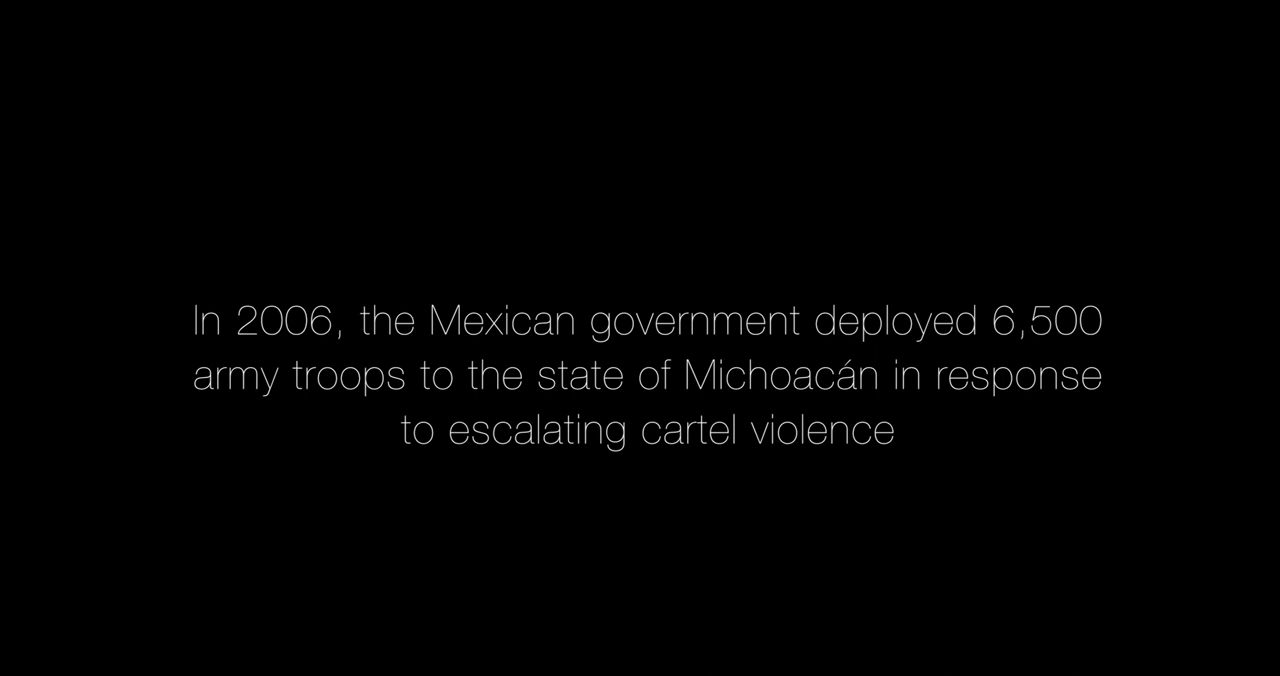 In 2006, the Mexican government deployed 6,500
army troops to the state of Michoacán in response
to escalating cartel violence